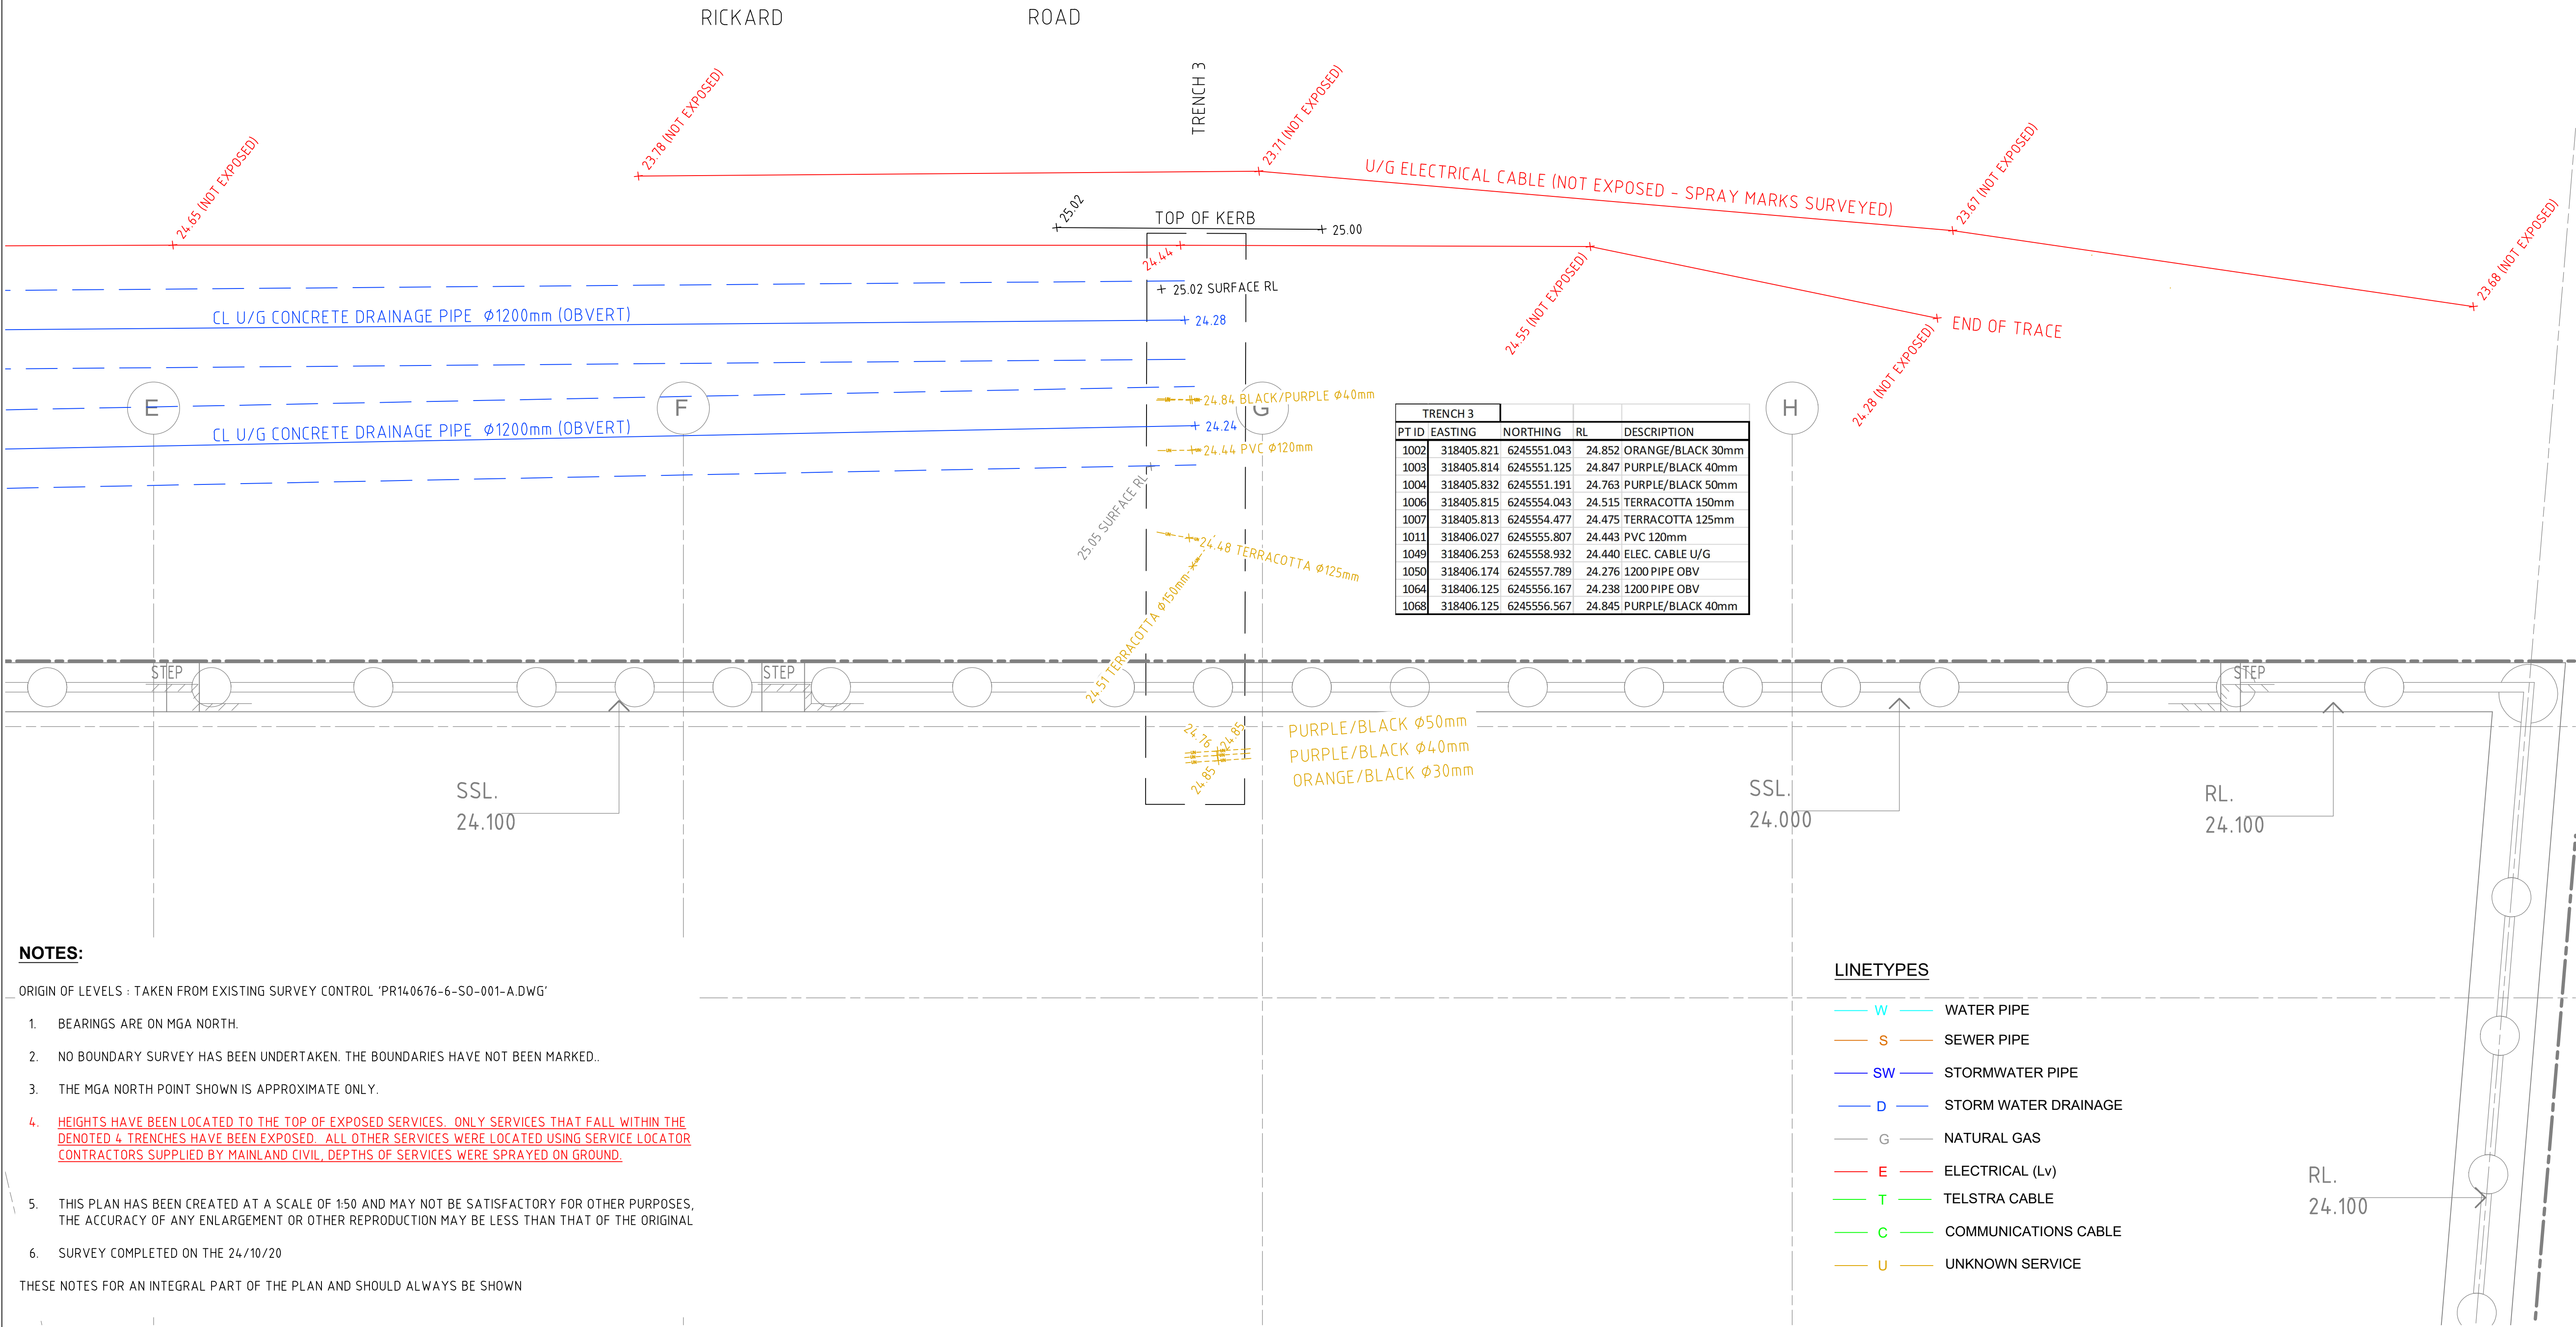 RICKARD ROAD
TRENCH 3
24.65 (NOT EXPOSED)
23.78 (NOT EXPOSED)
23.71 (NOT EXPOSED)
U/G ELECTRICAL CABLE (NOT EXPOSED - SPRAY MARKS SURVEYED)
23.67 (NOT EXPOSED)
23.68 (NOT EXPOSED)
25.02
TOP OF KERB
25.00
24.44
25.02 SURFACE RL
24.55 (NOT EXPOSED)
24.28 (NOT EXPOSED)
END OF TRACE
CL U/G CONCRETE DRAINAGE PIPE Ø1200mm (OBVERT)
24.28
E
F
G
H
24.84 BLACK/PURPLE Ø40mm
CL U/G CONCRETE DRAINAGE PIPE Ø1200mm (OBVERT)
24.24
24.44 PVC Ø120mm
25.05 SURFACE RL
24.48 TERRACOTTA Ø125mm
24.51 TERRACOTTA Ø150mm
TRENCH 3
PT ID EASTING NORTHING RL DESCRIPTION
1002 318405.821 6245551.043 24.852 ORANGE/BLACK 30mm
1003 318405.814 6245551.125 24.847 PURPLE/BLACK 40mm
1004 318405.832 6245551.191 24.763 PURPLE/BLACK 50mm
1006 318405.815 6245554.043 24.515 TERRACOTTA 150mm
1007 318405.813 6245554.477 24.475 TERRACOTTA 125mm
1011 318406.027 6245555.807 24.443 PVC 120mm
1049 318406.253 6245558.932 24.440 ELEC. CABLE U/G
1050 318406.174 6245557.789 24.276 1200 PIPE OBV
1064 318406.125 6245556.167 24.238 1200 PIPE OBV
1068 318406.125 6245556.567 24.845 PURPLE/BLACK 40mm
STEP
STEP
STEP
24.76
24.85
24.85
PURPLE/BLACK Ø50mm
PURPLE/BLACK Ø40mm
ORANGE/BLACK Ø30mm
SSL.
24.100
SSL.
24.000
RL.
24.100
NOTES:
ORIGIN OF LEVELS : TAKEN FROM EXISTING SURVEY CONTROL 'PR140676-6-SO-001-A.DWG'
1. BEARINGS ARE ON MGA NORTH.
2. NO BOUNDARY SURVEY HAS BEEN UNDERTAKEN. THE BOUNDARIES HAVE NOT BEEN MARKED..
3. THE MGA NORTH POINT SHOWN IS APPROXIMATE ONLY.
4. HEIGHTS HAVE BEEN LOCATED TO THE TOP OF EXPOSED SERVICES. ONLY SERVICES THAT FALL WITHIN THE
DENOTED 4 TRENCHES HAVE BEEN EXPOSED. ALL OTHER SERVICES WERE LOCATED USING SERVICE LOCATOR
CONTRACTORS SUPPLIED BY MAINLAND CIVIL, DEPTHS OF SERVICES WERE SPRAYED ON GROUND.
5. THIS PLAN HAS BEEN CREATED AT A SCALE OF 1:50 AND MAY NOT BE SATISFACTORY FOR OTHER PURPOSES,
THE ACCURACY OF ANY ENLARGEMENT OR OTHER REPRODUCTION MAY BE LESS THAN THAT OF THE ORIGINAL
6. SURVEY COMPLETED ON THE 24/10/20
THESE NOTES FOR AN INTEGRAL PART OF THE PLAN AND SHOULD ALWAYS BE SHOWN
LINETYPES
W WATER PIPE
S SEWER PIPE
SW STORMWATER PIPE
D STORM WATER DRAINAGE
G NATURAL GAS
E ELECTRICAL (Lv)
T TELSTRA CABLE
C COMMUNICATIONS CABLE
U UNKNOWN SERVICE
RL.
24.100